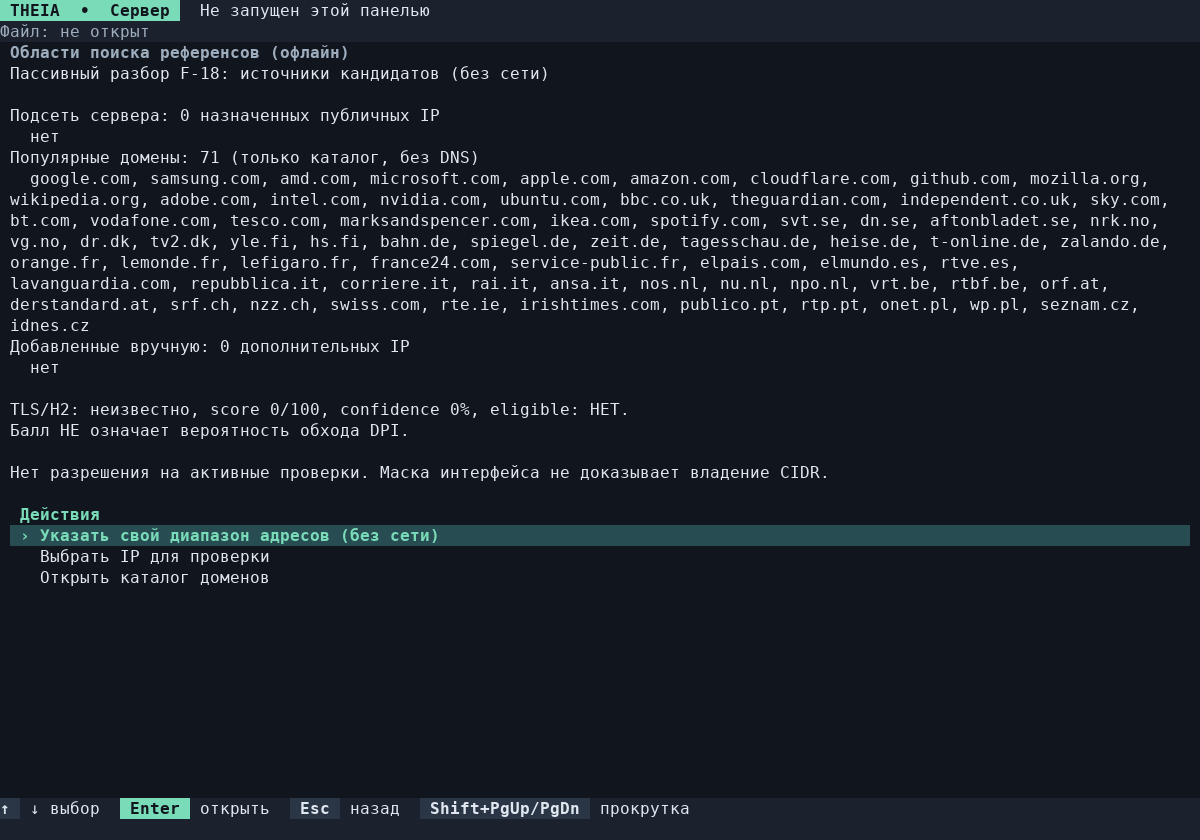 THEIA • Сервер Не запущен этой панелью
Файл: не открыт
Области поиска референсов (офлайн)
Пассивный разбор F-18: источники кандидатов (без сети)
Подсеть сервера: 0 назначенных публичных IP
нет
Популярные домены: 71 (только каталог, без DNS)
google.com, samsung.com, amd.com, microsoft.com, apple.com, amazon.com, cloudflare.com, github.com, mozilla.org,
wikipedia.org, adobe.com, intel.com, nvidia.com, ubuntu.com, bbc.co.uk, theguardian.com, independent.co.uk, sky.com,
bt.com, vodafone.com, tesco.com, marksandspencer.com, ikea.com, spotify.com, svt.se, dn.se, aftonbladet.se, nrk.no,
vg.no, dr.dk, tv2.dk, yle.fi, hs.fi, bahn.de, spiegel.de, zeit.de, tagesschau.de, heise.de, t-online.de, zalando.de,
orange.fr, lemonde.fr, lefigaro.fr, france24.com, service-public.fr, elpais.com, elmundo.es, rtve.es,
lavanguardia.com, repubblica.it, corriere.it, rai.it, ansa.it, nos.nl, nu.nl, npo.nl, vrt.be, rtbf.be, orf.at,
derstandard.at, srf.ch, nzz.ch, swiss.com, rte.ie, irishtimes.com, publico.pt, rtp.pt, onet.pl, wp.pl, seznam.cz,
idnes.cz
Добавленные вручную: 0 дополнительных IP
нет
TLS/H2: неизвестно, score 0/100, confidence 0%, eligible: НЕТ.
Балл НЕ означает вероятность обхода DPI.
Нет разрешения на активные проверки. Маска интерфейса не доказывает владение CIDR.
Действия
› Указать свой диапазон адресов (без сети)
Выбрать IP для проверки
Открыть каталог доменов
↑ ↓ выбор Enter открыть Esc назад Shift+PgUp/PgDn прокрутка